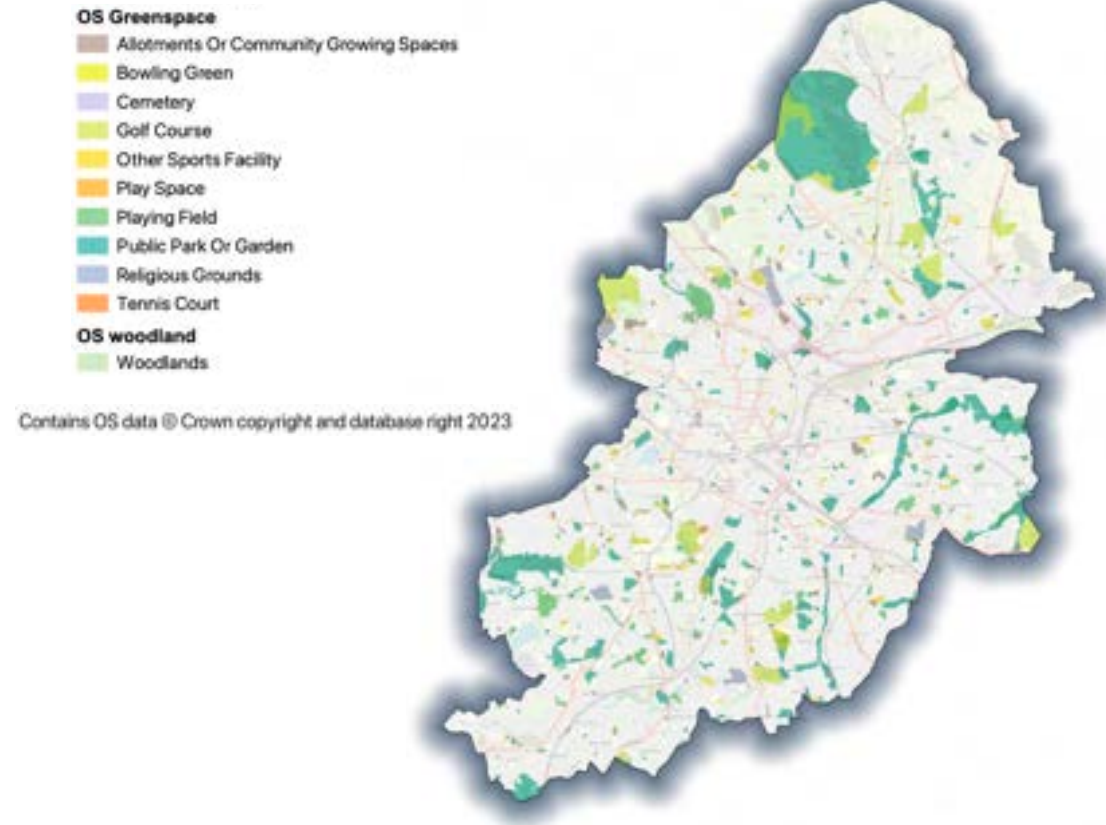 OS Greenspace
Allotments Or Community Growing Spaces
Bowling Green
Cemetery
Golf Course
Other Sports Facility
Play Space
Playing Field
Public Park Or Garden
Religious Grounds
Tennis Court
OS woodland
Woodlands
Contains OS data © Crown copyright and database right 2023